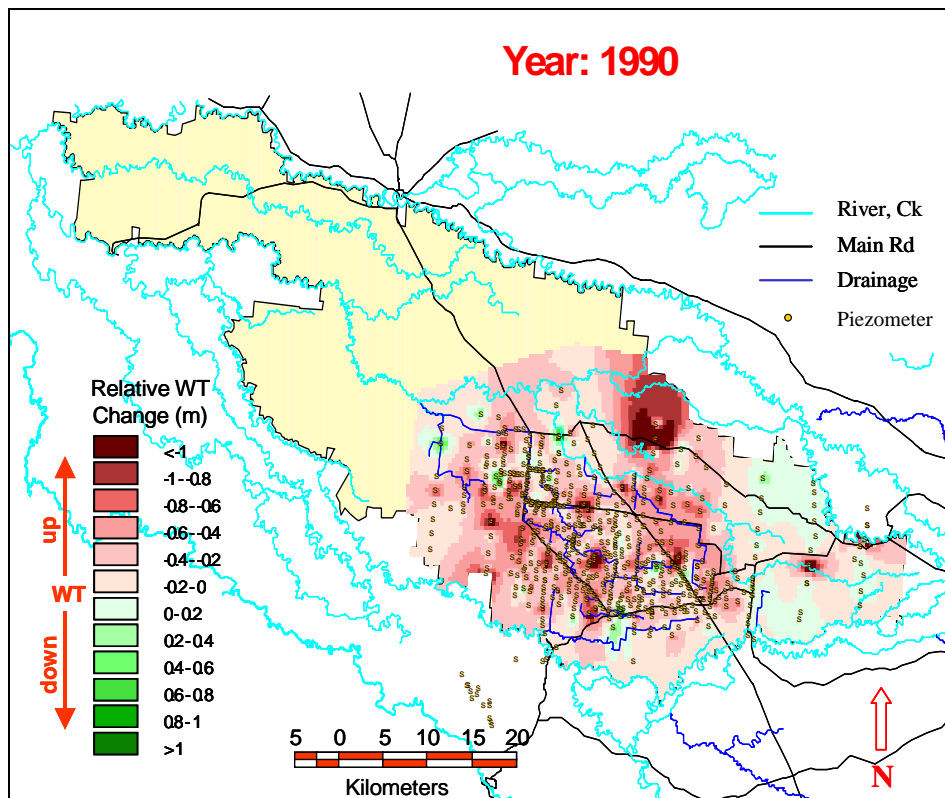 Year: 1990
River, Ck
Main Rd
Drainage
Piezometer
Relative WT
Change (m)
<-1
-1--0.8
-0.8--0.6
-0.6--0.4
-0.4--0.2
-0.2-0
0-0.2
0.2-0.4
0.4-0.6
0.6-0.8
0.8-1
>1
up
WT
down
5 0 5 10 15 20
Kilometers
N